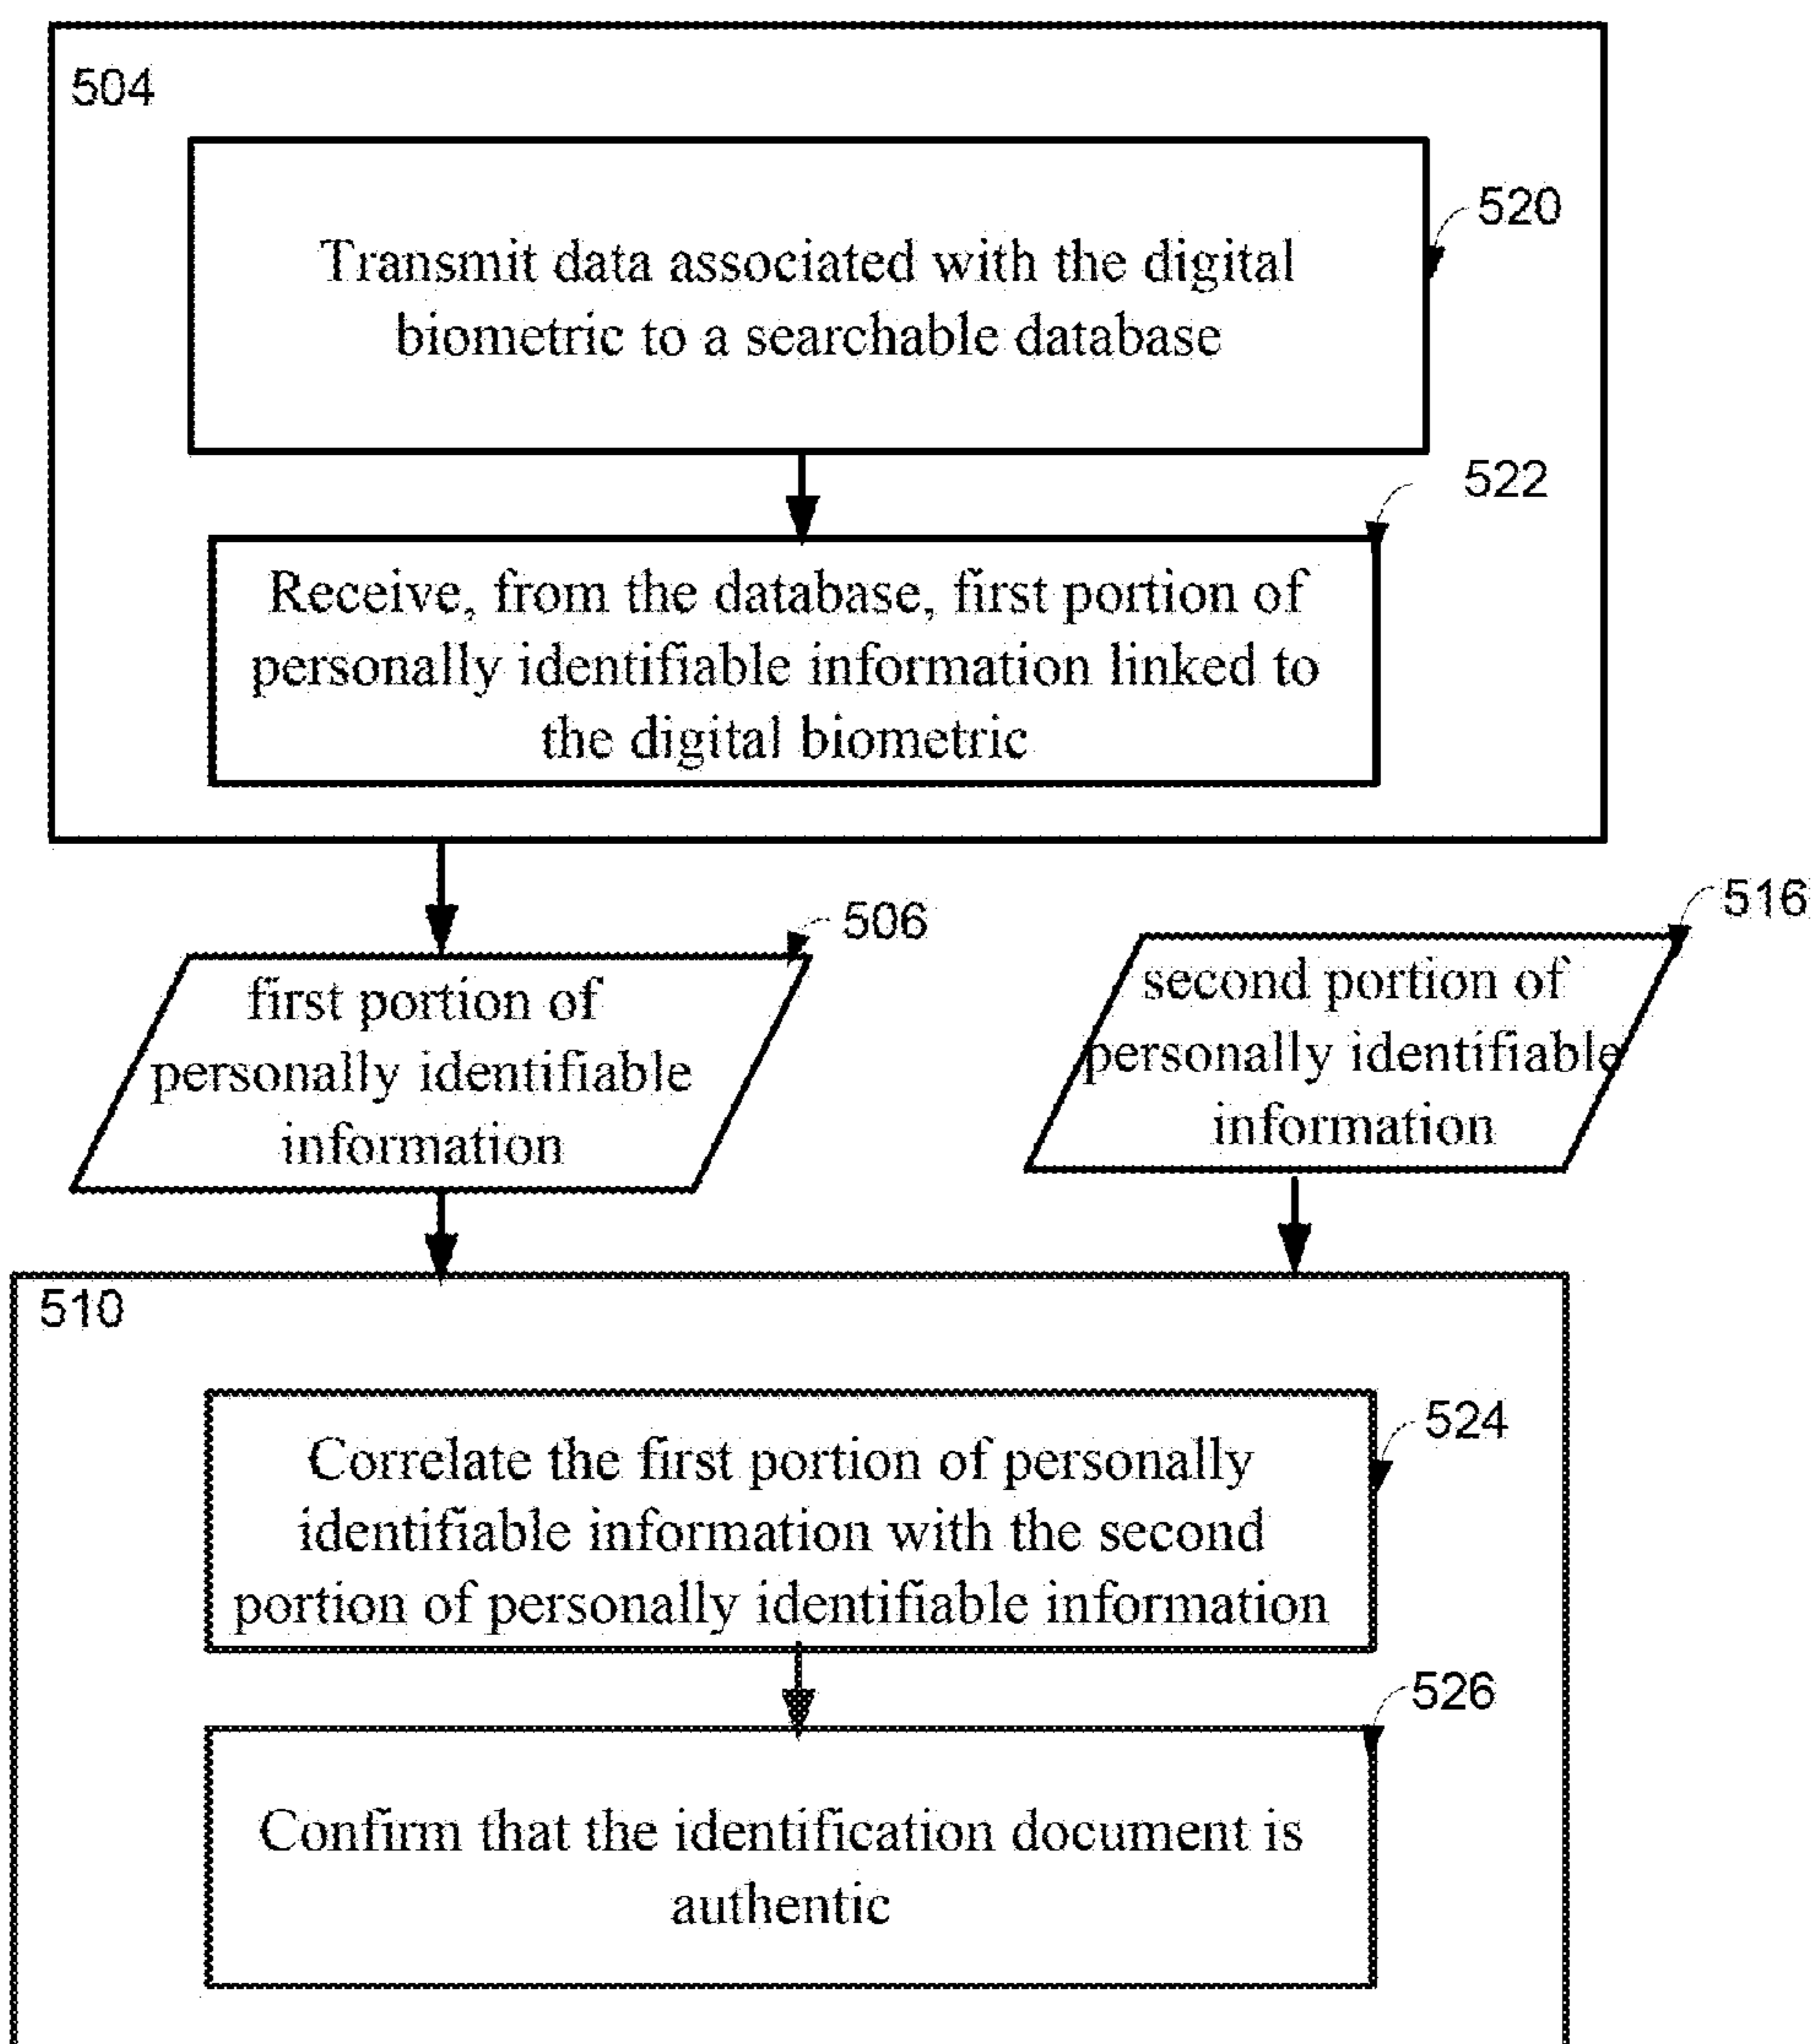 504
520
Transmit data associated with the digital
biometric to a searchable database
522
Receive, from the database, first portion of
personally identifiable information linked to
the digital biometric
506
516
first portion of
personally identifiable
information
second portion of
personally identifiable
information
510
524
Correlate the first portion of personally
identifiable information with the second
portion of personally identifiable information
526
Confirm that the identification document is
authentic